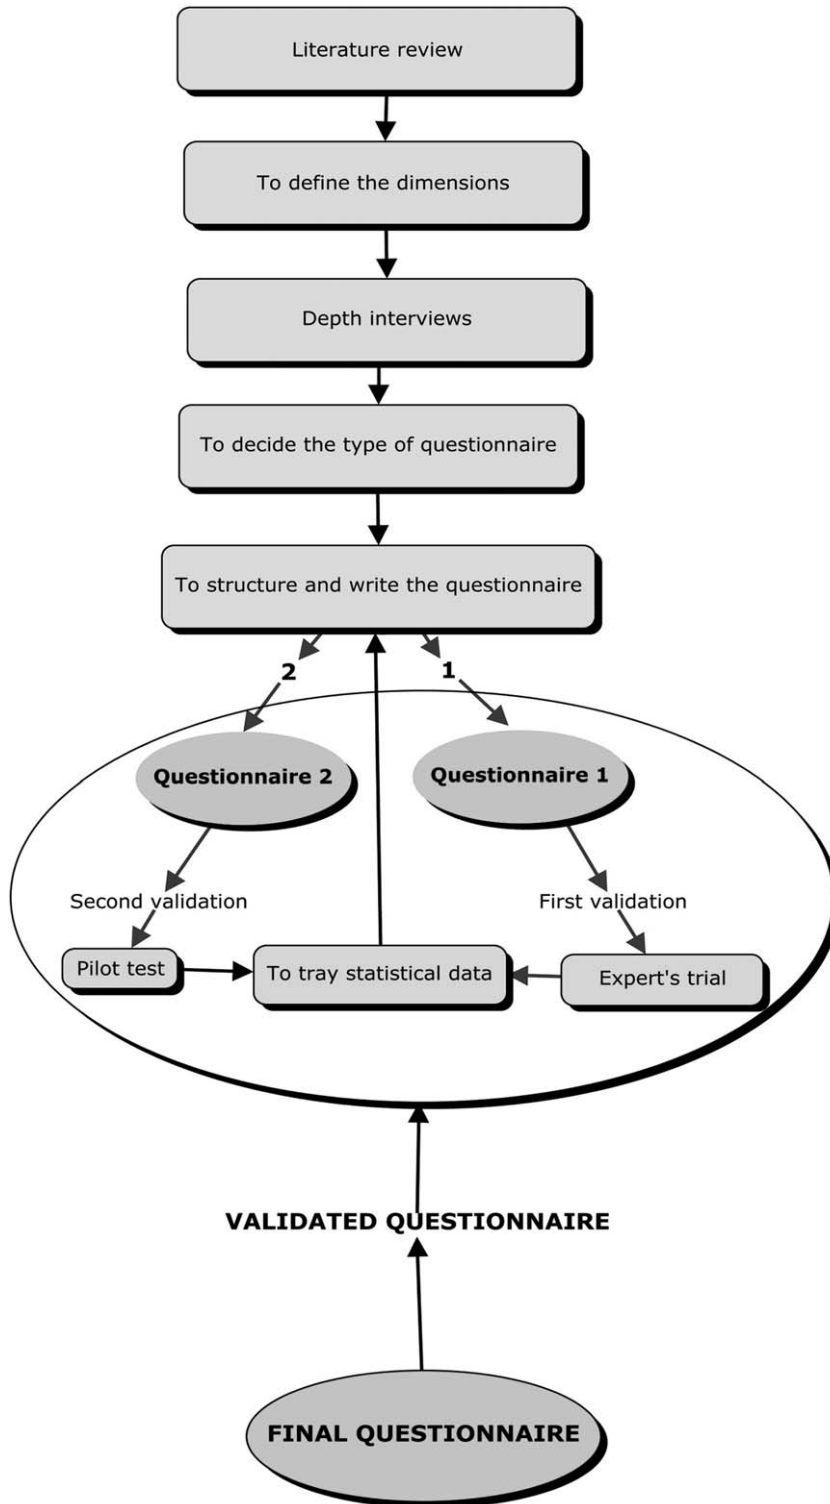 Literature review
To define the dimensions
Depth interviews
To decide the type of questionnaire
To structure and write the questionnaire
2
1
Questionnaire 2
Questionnaire 1
Second validation
First validation
Pilot test
To tray statistical data
Expert's trial
VALIDATED QUESTIONNAIRE
FINAL QUESTIONNAIRE